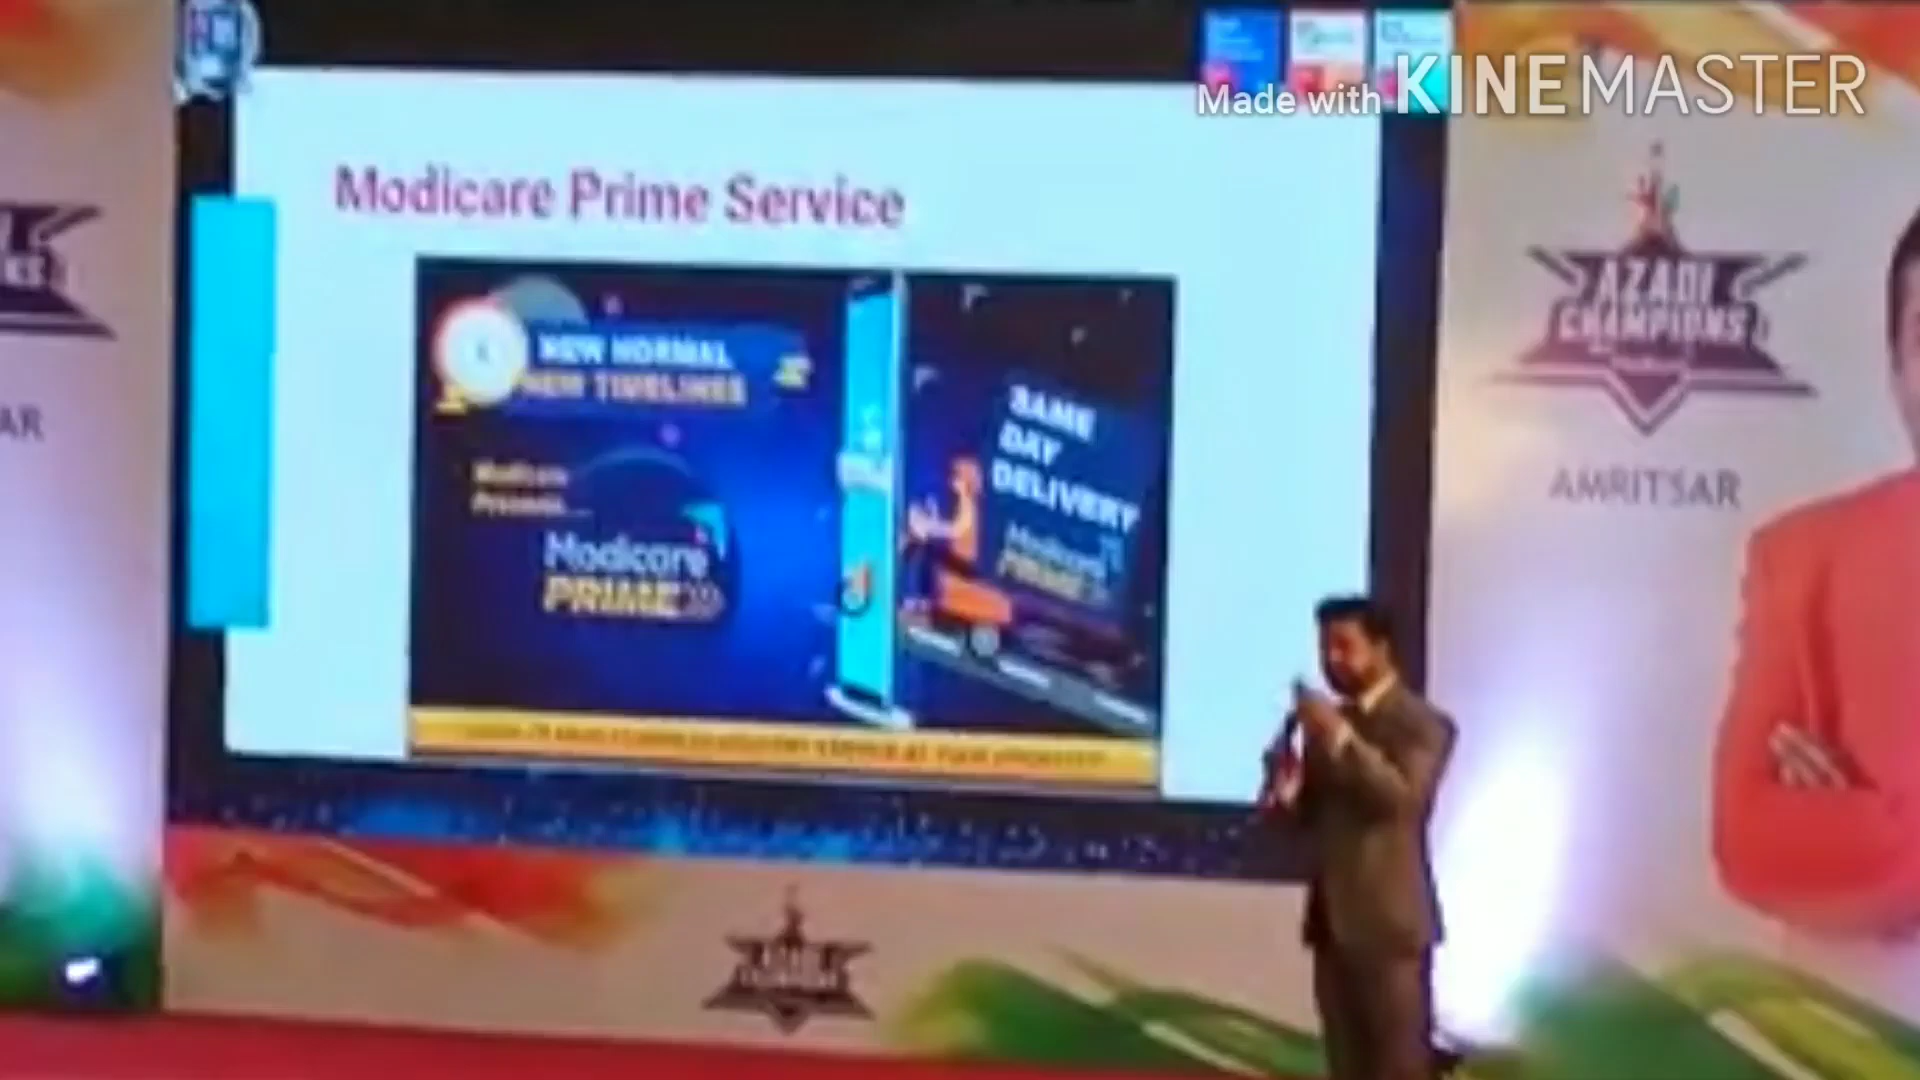 Made with KINEMASTER
Modicare Prime Service
NEW NORMAL
NEW TIMELINES
Modicare
Presents...
Modicare
PRIME
SAME
DAY
DELIVERY
Modicare
PRIME
AZADI
CHAMPIONS
AMRITSAR
AR